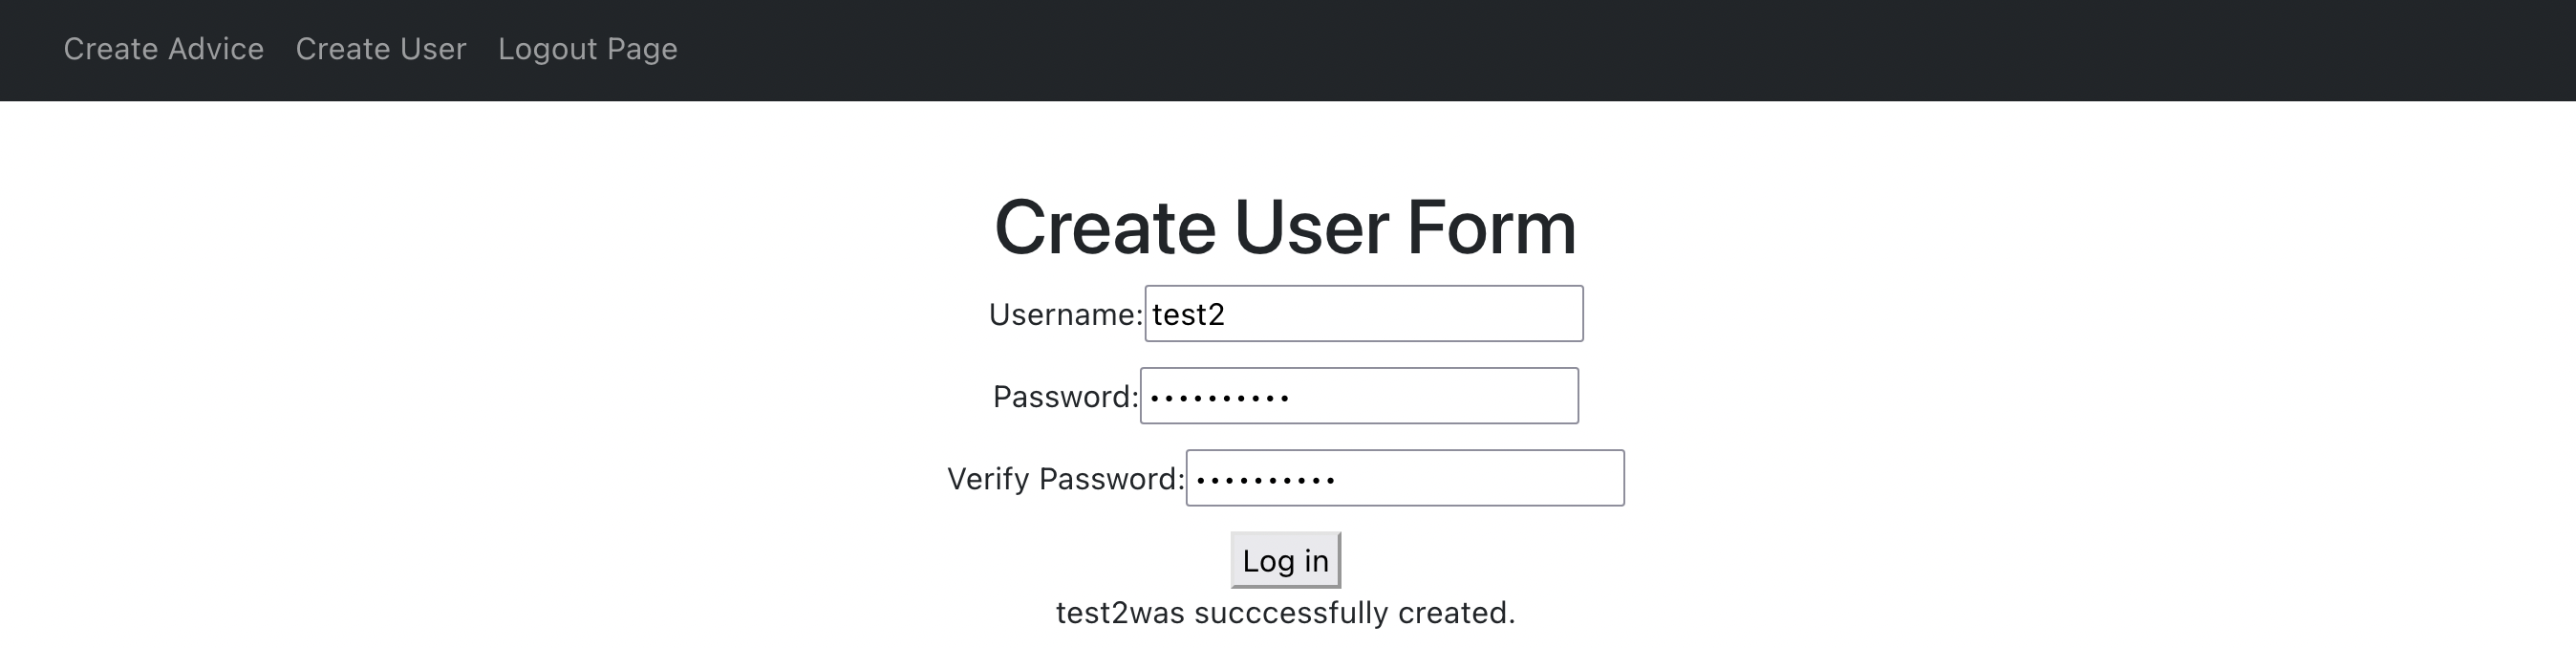 Create Advice Create User Logout Page
Create User Form
Username: test2
Password: ••••••••••
Verify Password: ••••••••••
Log in
test2was succcessfully created.